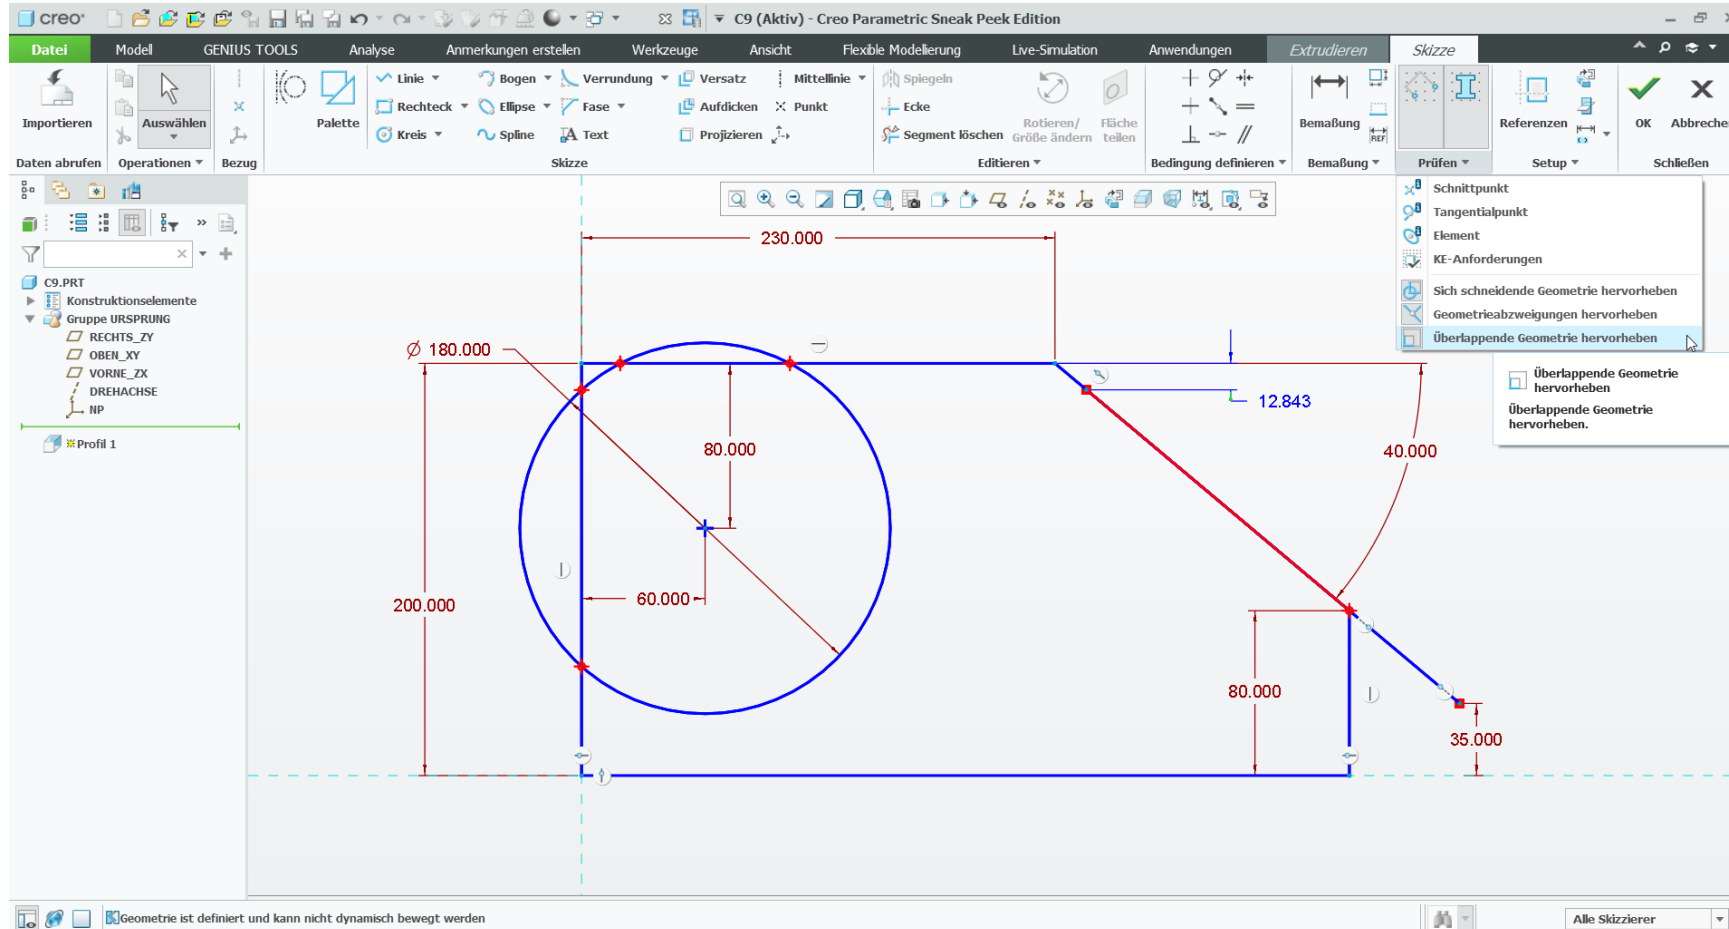 creo®
C9 (Aktiv) - Creo Parametric Sneak Peek Edition
Datei Modell GENIUS TOOLS Analyse Anmerkungen erstellen Werkzeuge Ansicht Flexible Modellierung Live-Simulation Anwendungen Extrudieren Skizze
Linie Bogen Verrundung Versatz Mittellinie Spiegeln
Rechteck Ellipse Fase Aufdicken Punkt Ecke
Kreis Spline Text Projizieren Segment löschen
Importieren Auswählen Palette Rotieren/ Größe ändern Fläche teilen Bemaßung REF Referenzen OK Abbreche
Daten abrufen Operationen Bezug Skizze Editieren Bedingung definieren Bemaßung Prüfen Setup Schließen
Schnittpunkt
Tangentialpunkt
Element
KE-Anforderungen
Sich schneidende Geometrie hervorheben
Geometrieabzweigungen hervorheben
Überlappende Geometrie hervorheben
Überlappende Geometrie
hervorheben
Überlappende Geometrie
hervorheben.
C9.PRT
Konstruktionselemente
Gruppe URSPRUNG
RECHTS_ZY
OBEN_XY
VORNE_ZX
DREHACHSE
NP
Profil 1
230.000
Ø 180.000
12.843
80.000
40.000
200.000
60.000
80.000
35.000
Geometrie ist definiert und kann nicht dynamisch bewegt werden
Alle Skizzierer